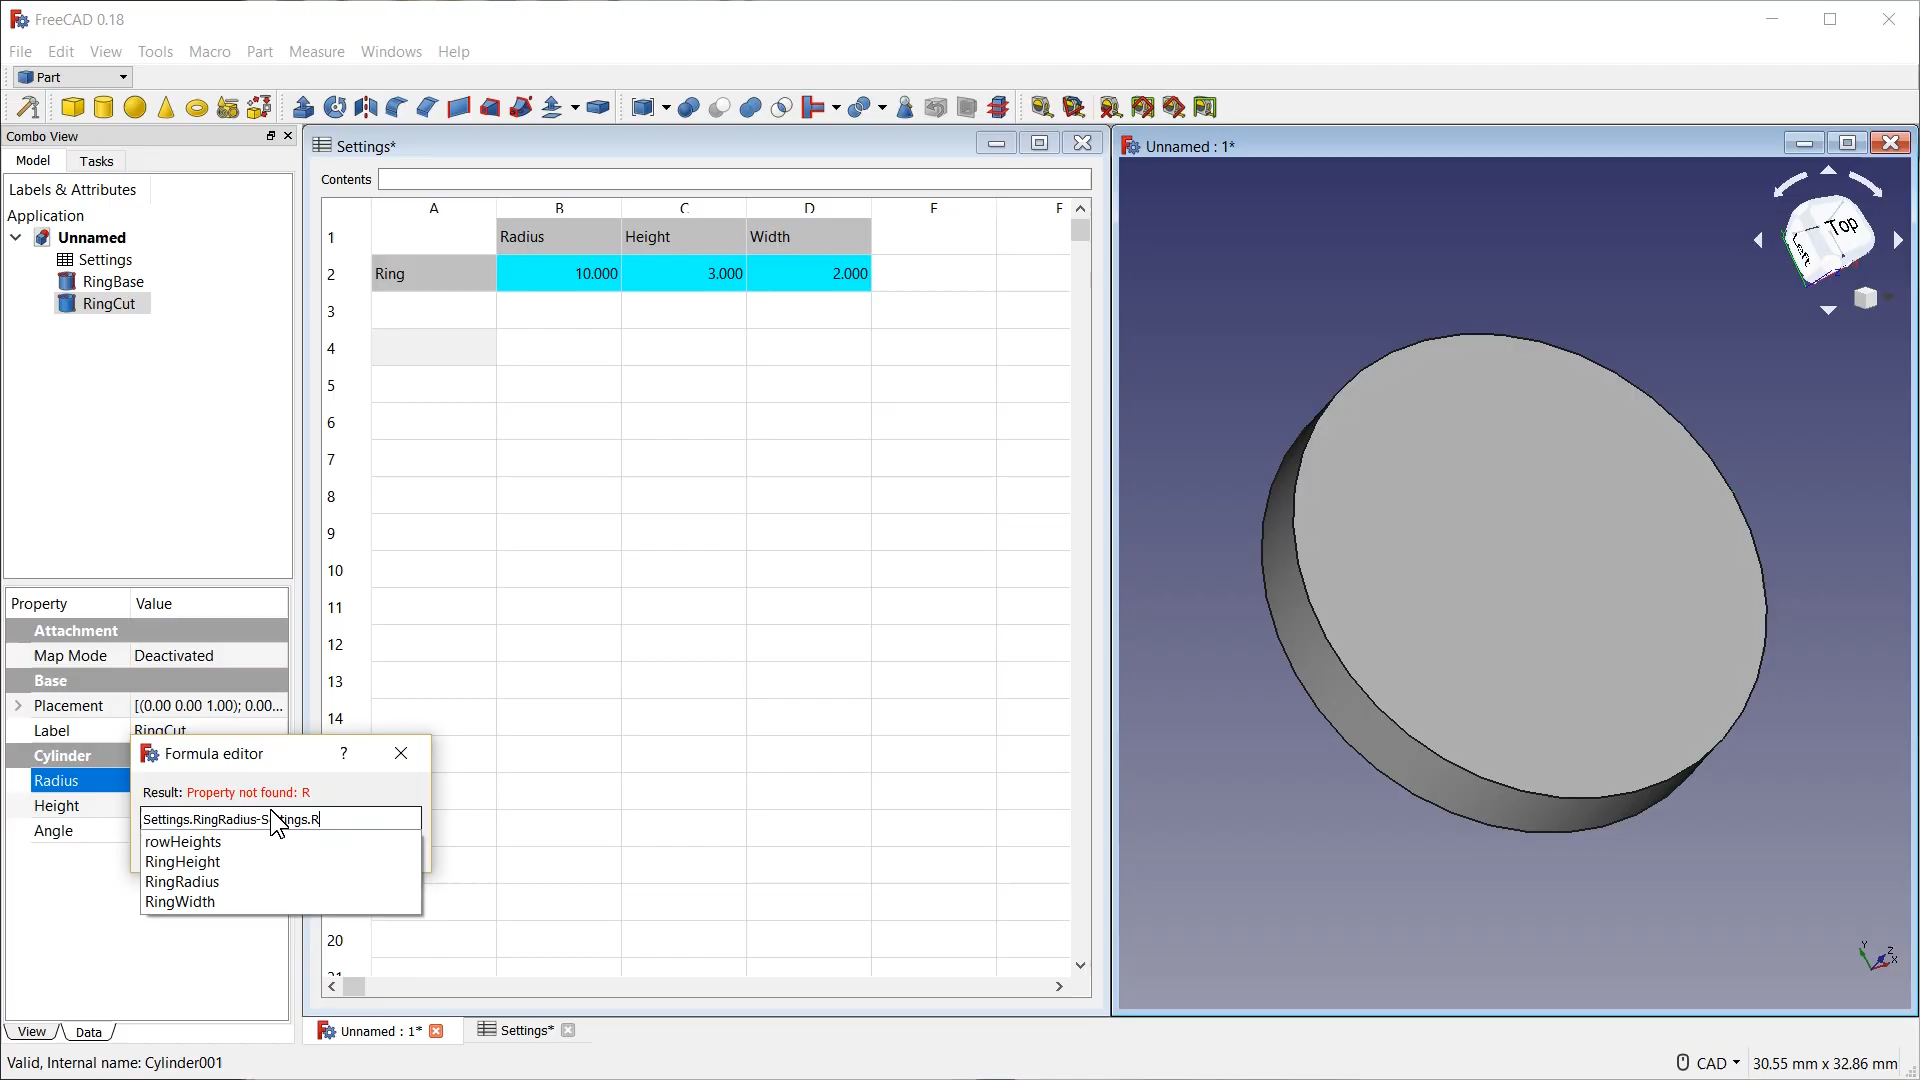 FreeCAD 0.18
File Edit View Tools Macro Part Measure Windows Help
Part
Combo View
Model Tasks
Labels & Attributes
Application
Unnamed
Settings
RingBase
RingCut
Property Value
Attachment
Map Mode Deactivated
Base
Placement [(0.00 0.00 1.00); 0.00...
Label RingCut
Cylinder
Radius
Height
Angle
View Data
Formula editor ?
Result: Property not found: R
Settings.RingRadius-Settings.R
rowHeights
RingHeight
RingRadius
RingWidth
Settings*
Contents
A B C D E F
1 Radius Height Width
2 Ring 10.000 3.000 2.000
3
4
5
6
7
8
9
10
11
12
13
14
20
21
Unnamed : 1*
Top
Left
Y Z X
Unnamed : 1* Settings*
Valid, Internal name: Cylinder001
CAD 30.55 mm x 32.86 mm